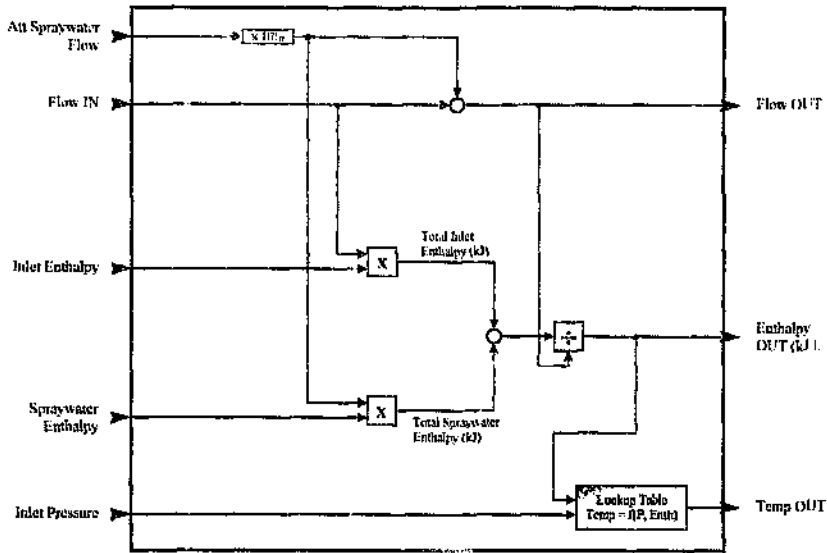 Att Spraywater
Flow
Flow IN
Flow OUT
Total Inlet
Enthalpy (kJ)
Inlet Enthalpy
X
÷
Enthalpy
OUT (kJ
Spraywater
Enthalpy
X
Total Spraywater
Enthalpy (kJ)
Lookup Table
Temp = f(P, Enth)
Inlet Pressure
Temp OUT